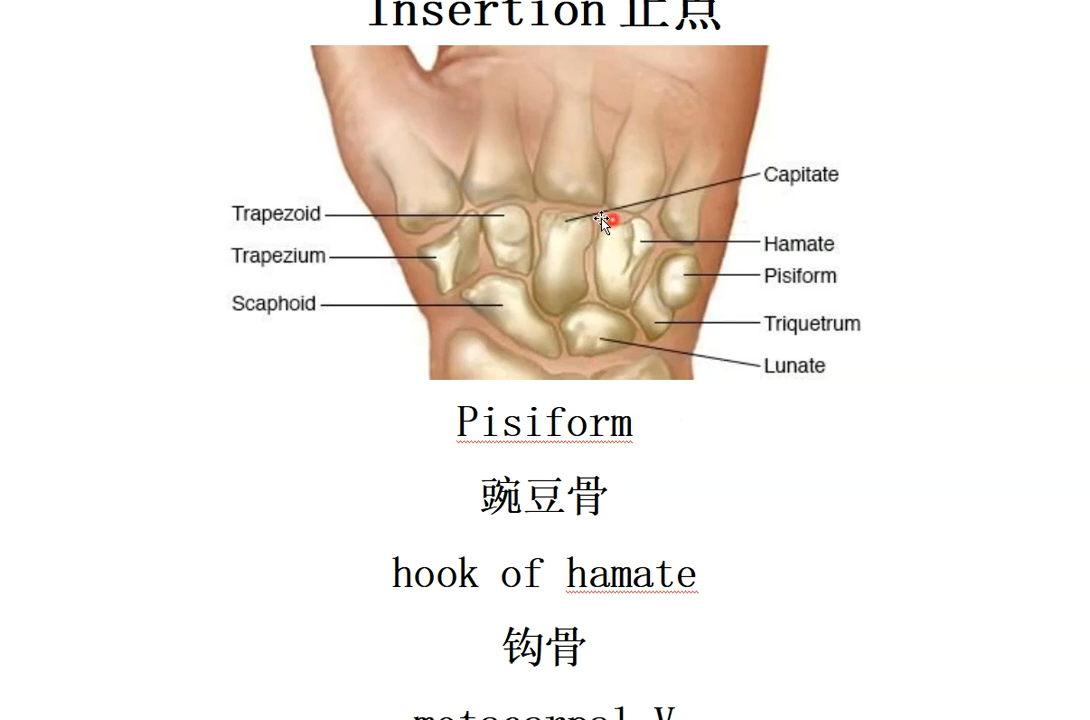 Insertion 止点
Capitate
Trapezoid
Hamate
Trapezium
Pisiform
Scaphoid
Triquetrum
Lunate
Pisiform
豌豆骨
hook of hamate
钩骨
metacarpal V